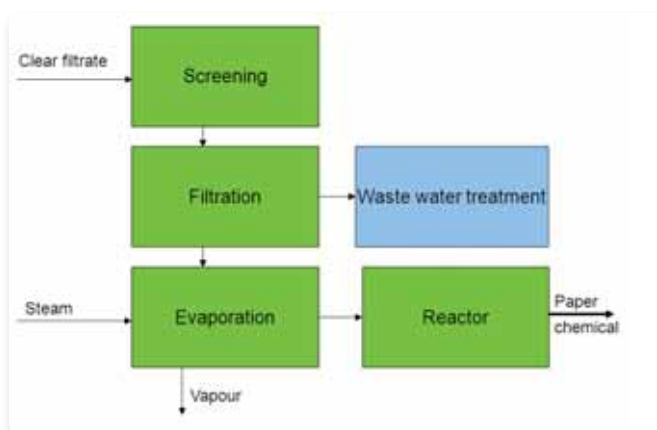 Clear filtrate
Screening
Filtration
Waste water treatment
Steam
Evaporation
Reactor
Paper
chemical
Vapour